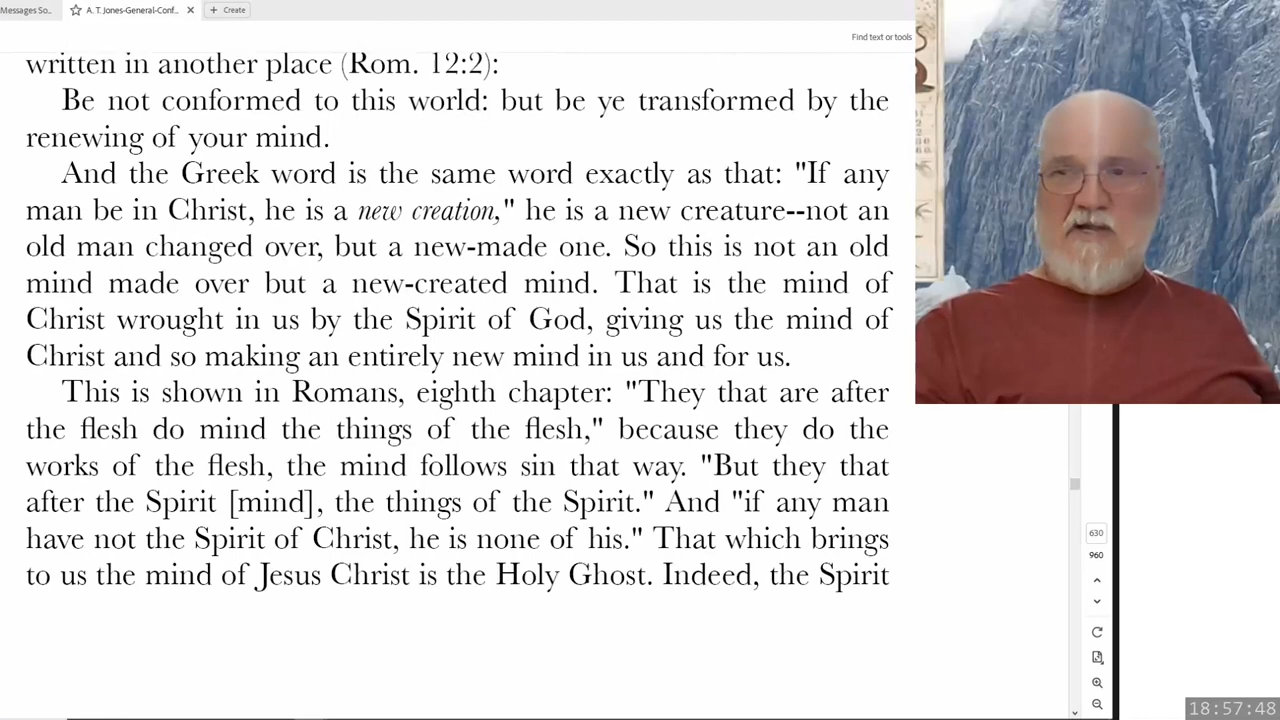 Messages So...
A. T. Jones-General-Conf...
Create
Find text or tools
written in another place (Rom. 12:2):
Be not conformed to this world: but be ye transformed by the
renewing of your mind.
And the Greek word is the same word exactly as that: "If any
man be in Christ, he is a new creation," he is a new creature--not an
old man changed over, but a new-made one. So this is not an old
mind made over but a new-created mind. That is the mind of
Christ wrought in us by the Spirit of God, giving us the mind of
Christ and so making an entirely new mind in us and for us.
This is shown in Romans, eighth chapter: "They that are after
the flesh do mind the things of the flesh," because they do the
works of the flesh, the mind follows sin that way. "But they that
after the Spirit [mind], the things of the Spirit." And "if any man
have not the Spirit of Christ, he is none of his." That which brings
to us the mind of Jesus Christ is the Holy Ghost. Indeed, the Spirit
630
960
18:57:48